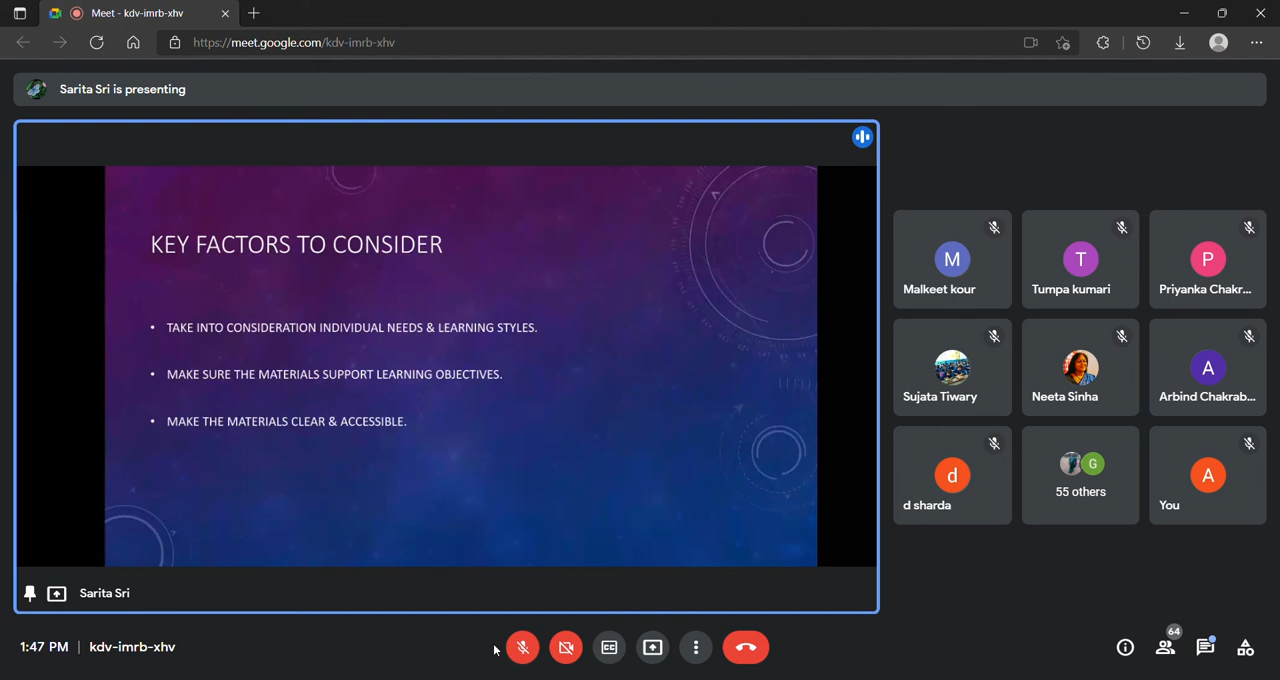 Meet - kdv-imrb-xhv
https://meet.google.com/kdv-imrb-xhv
Sarita Sri is presenting
KEY FACTORS TO CONSIDER
• TAKE INTO CONSIDERATION INDIVIDUAL NEEDS & LEARNING STYLES.
• MAKE SURE THE MATERIALS SUPPORT LEARNING OBJECTIVES.
• MAKE THE MATERIALS CLEAR & ACCESSIBLE.
Sarita Sri
M
Malkeet kour
T
Tumpa kumari
P
Priyanka Chakr...
Sujata Tiwary
Neeta Sinha
A
Arbind Chakrab...
d
d sharda
G
55 others
A
You
1:47 PM | kdv-imrb-xhv
CC
64